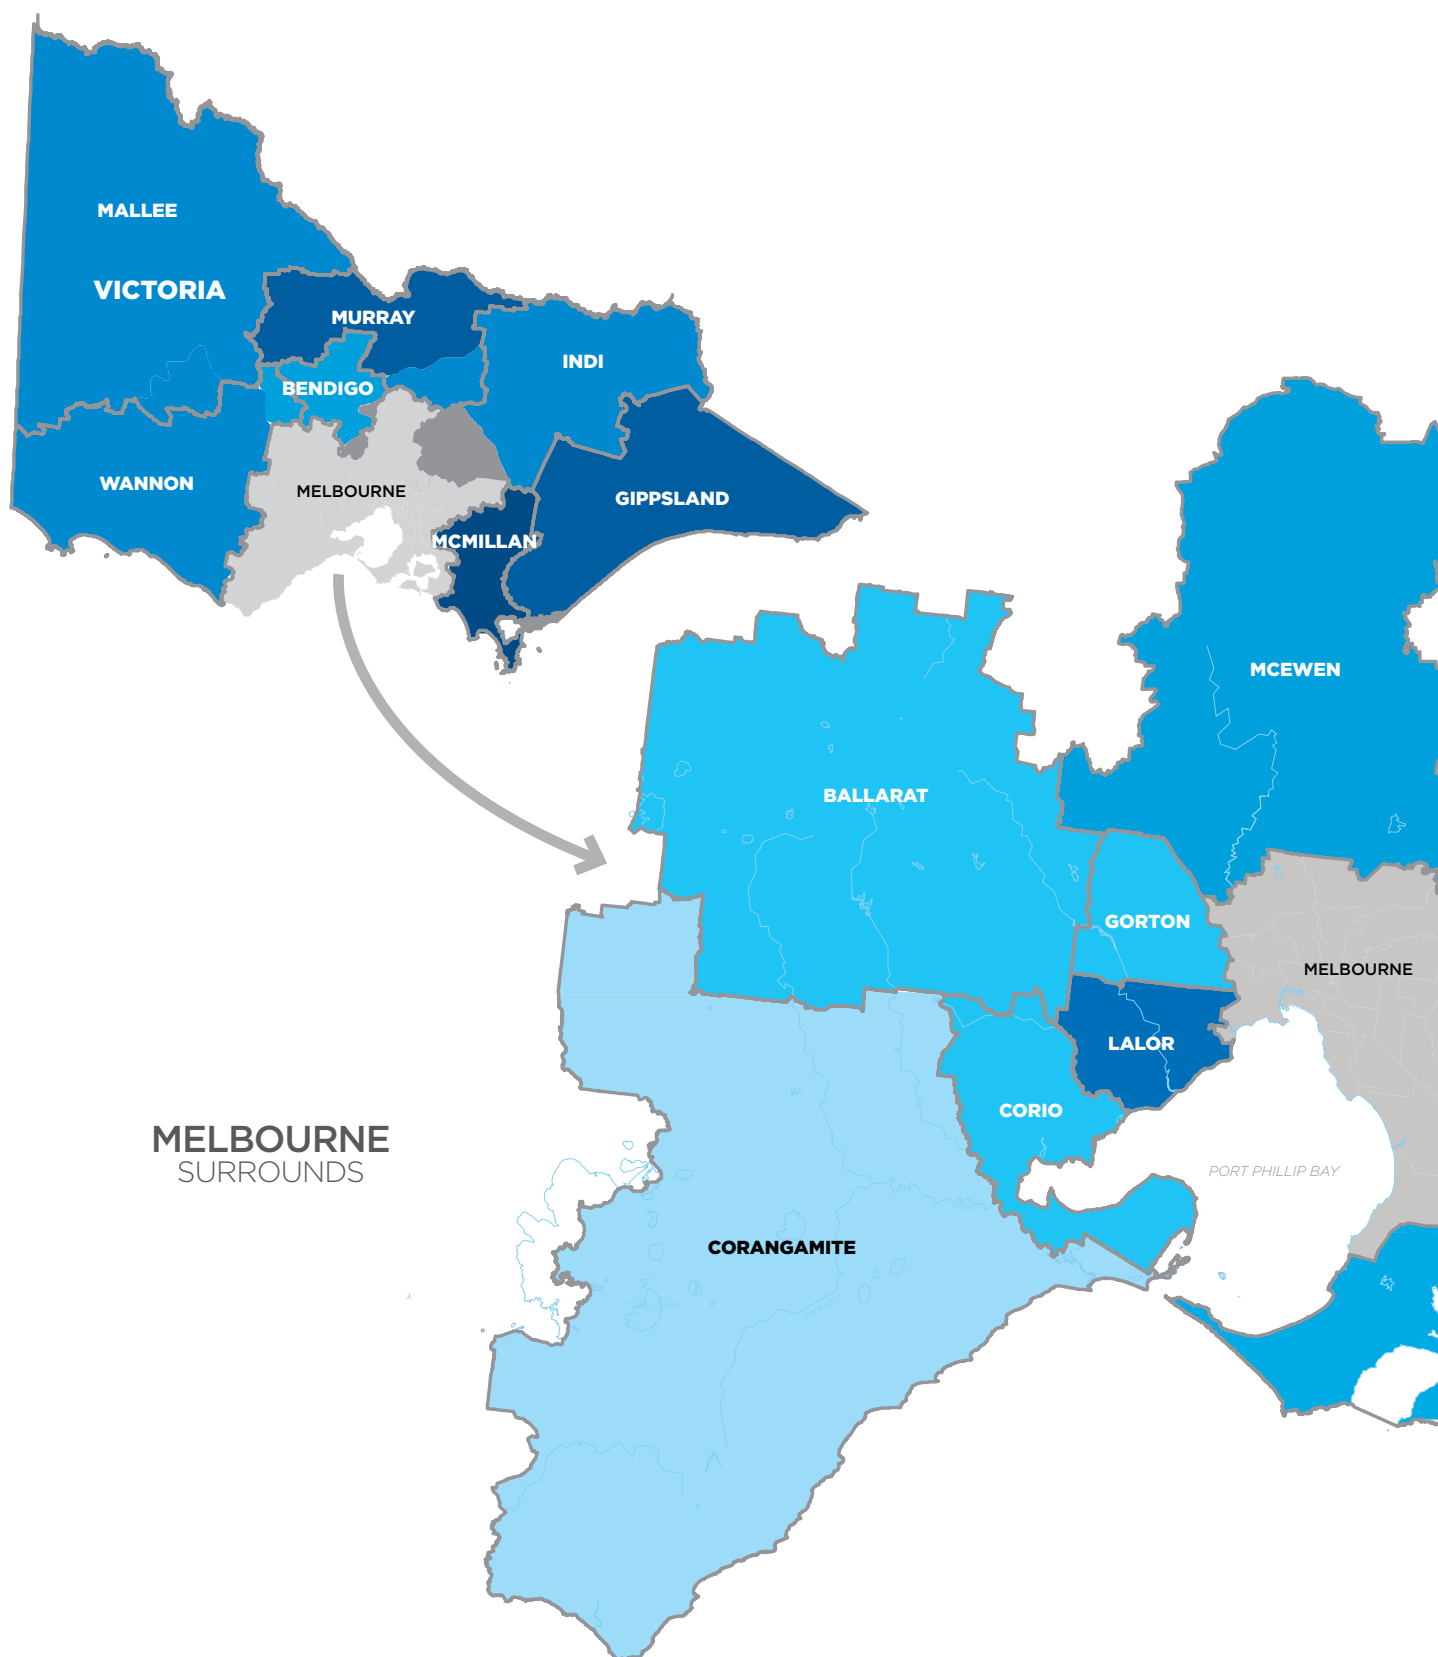 MALLEE
VICTORIA
MURRAY
INDI
BENDIGO
WANNON
MELBOURNE
GIPPSLAND
MCMILLAN
MCEWEN
BALLARAT
GORTON
MELBOURNE
LALOR
CORIO
MELBOURNE
SURROUNDS
PORT PHILLIP BAY
CORANGAMITE